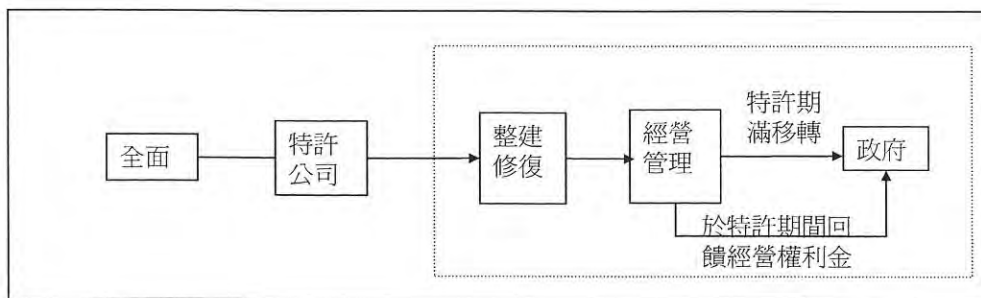 全面
特許
公司
整建
修復
經營
管理
特許期
滿移轉
政府
於特許期間回
饋經營權利金